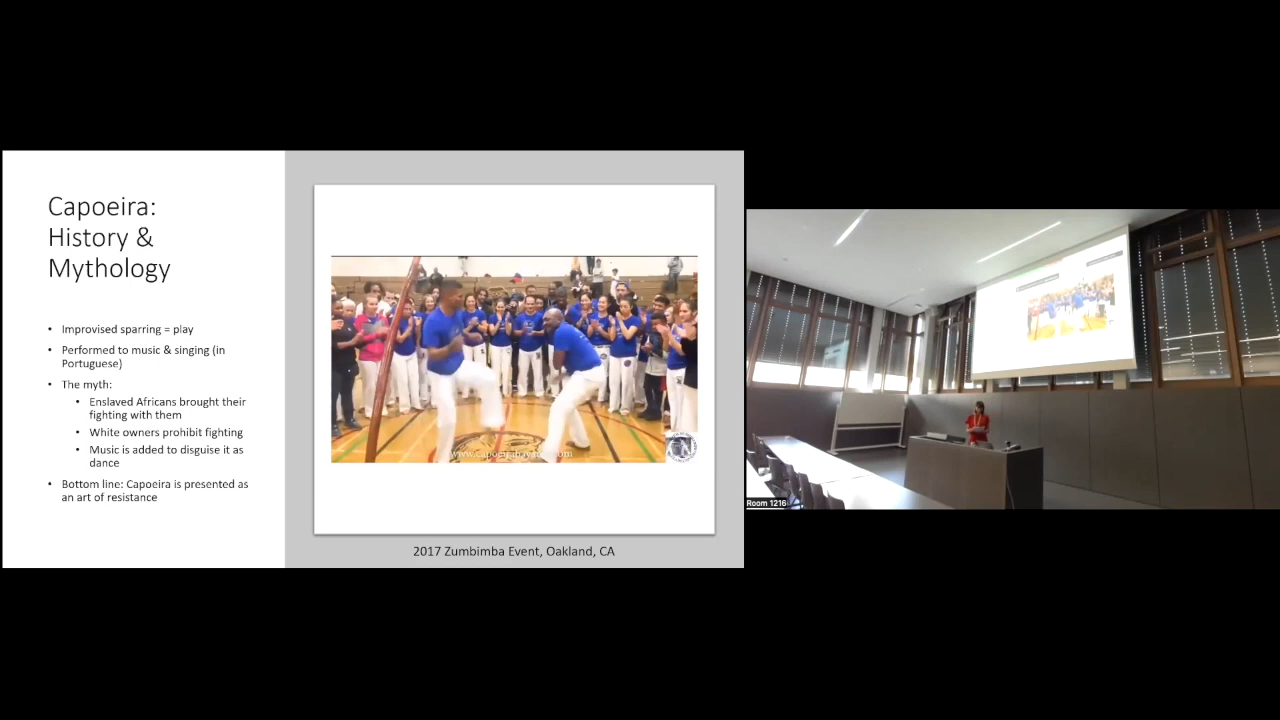 Capoeira:
History &
Mythology
• Improvised sparring = play
• Performed to music & singing (in
Portuguese)
• The myth:
• Enslaved Africans brought their
fighting with them
• White owners prohibit fighting
• Music is added to disguise it as
dance
• Bottom line: Capoeira is presented as
an art of resistance
2017 Zumbimba Event, Oakland, CA
Room 1216